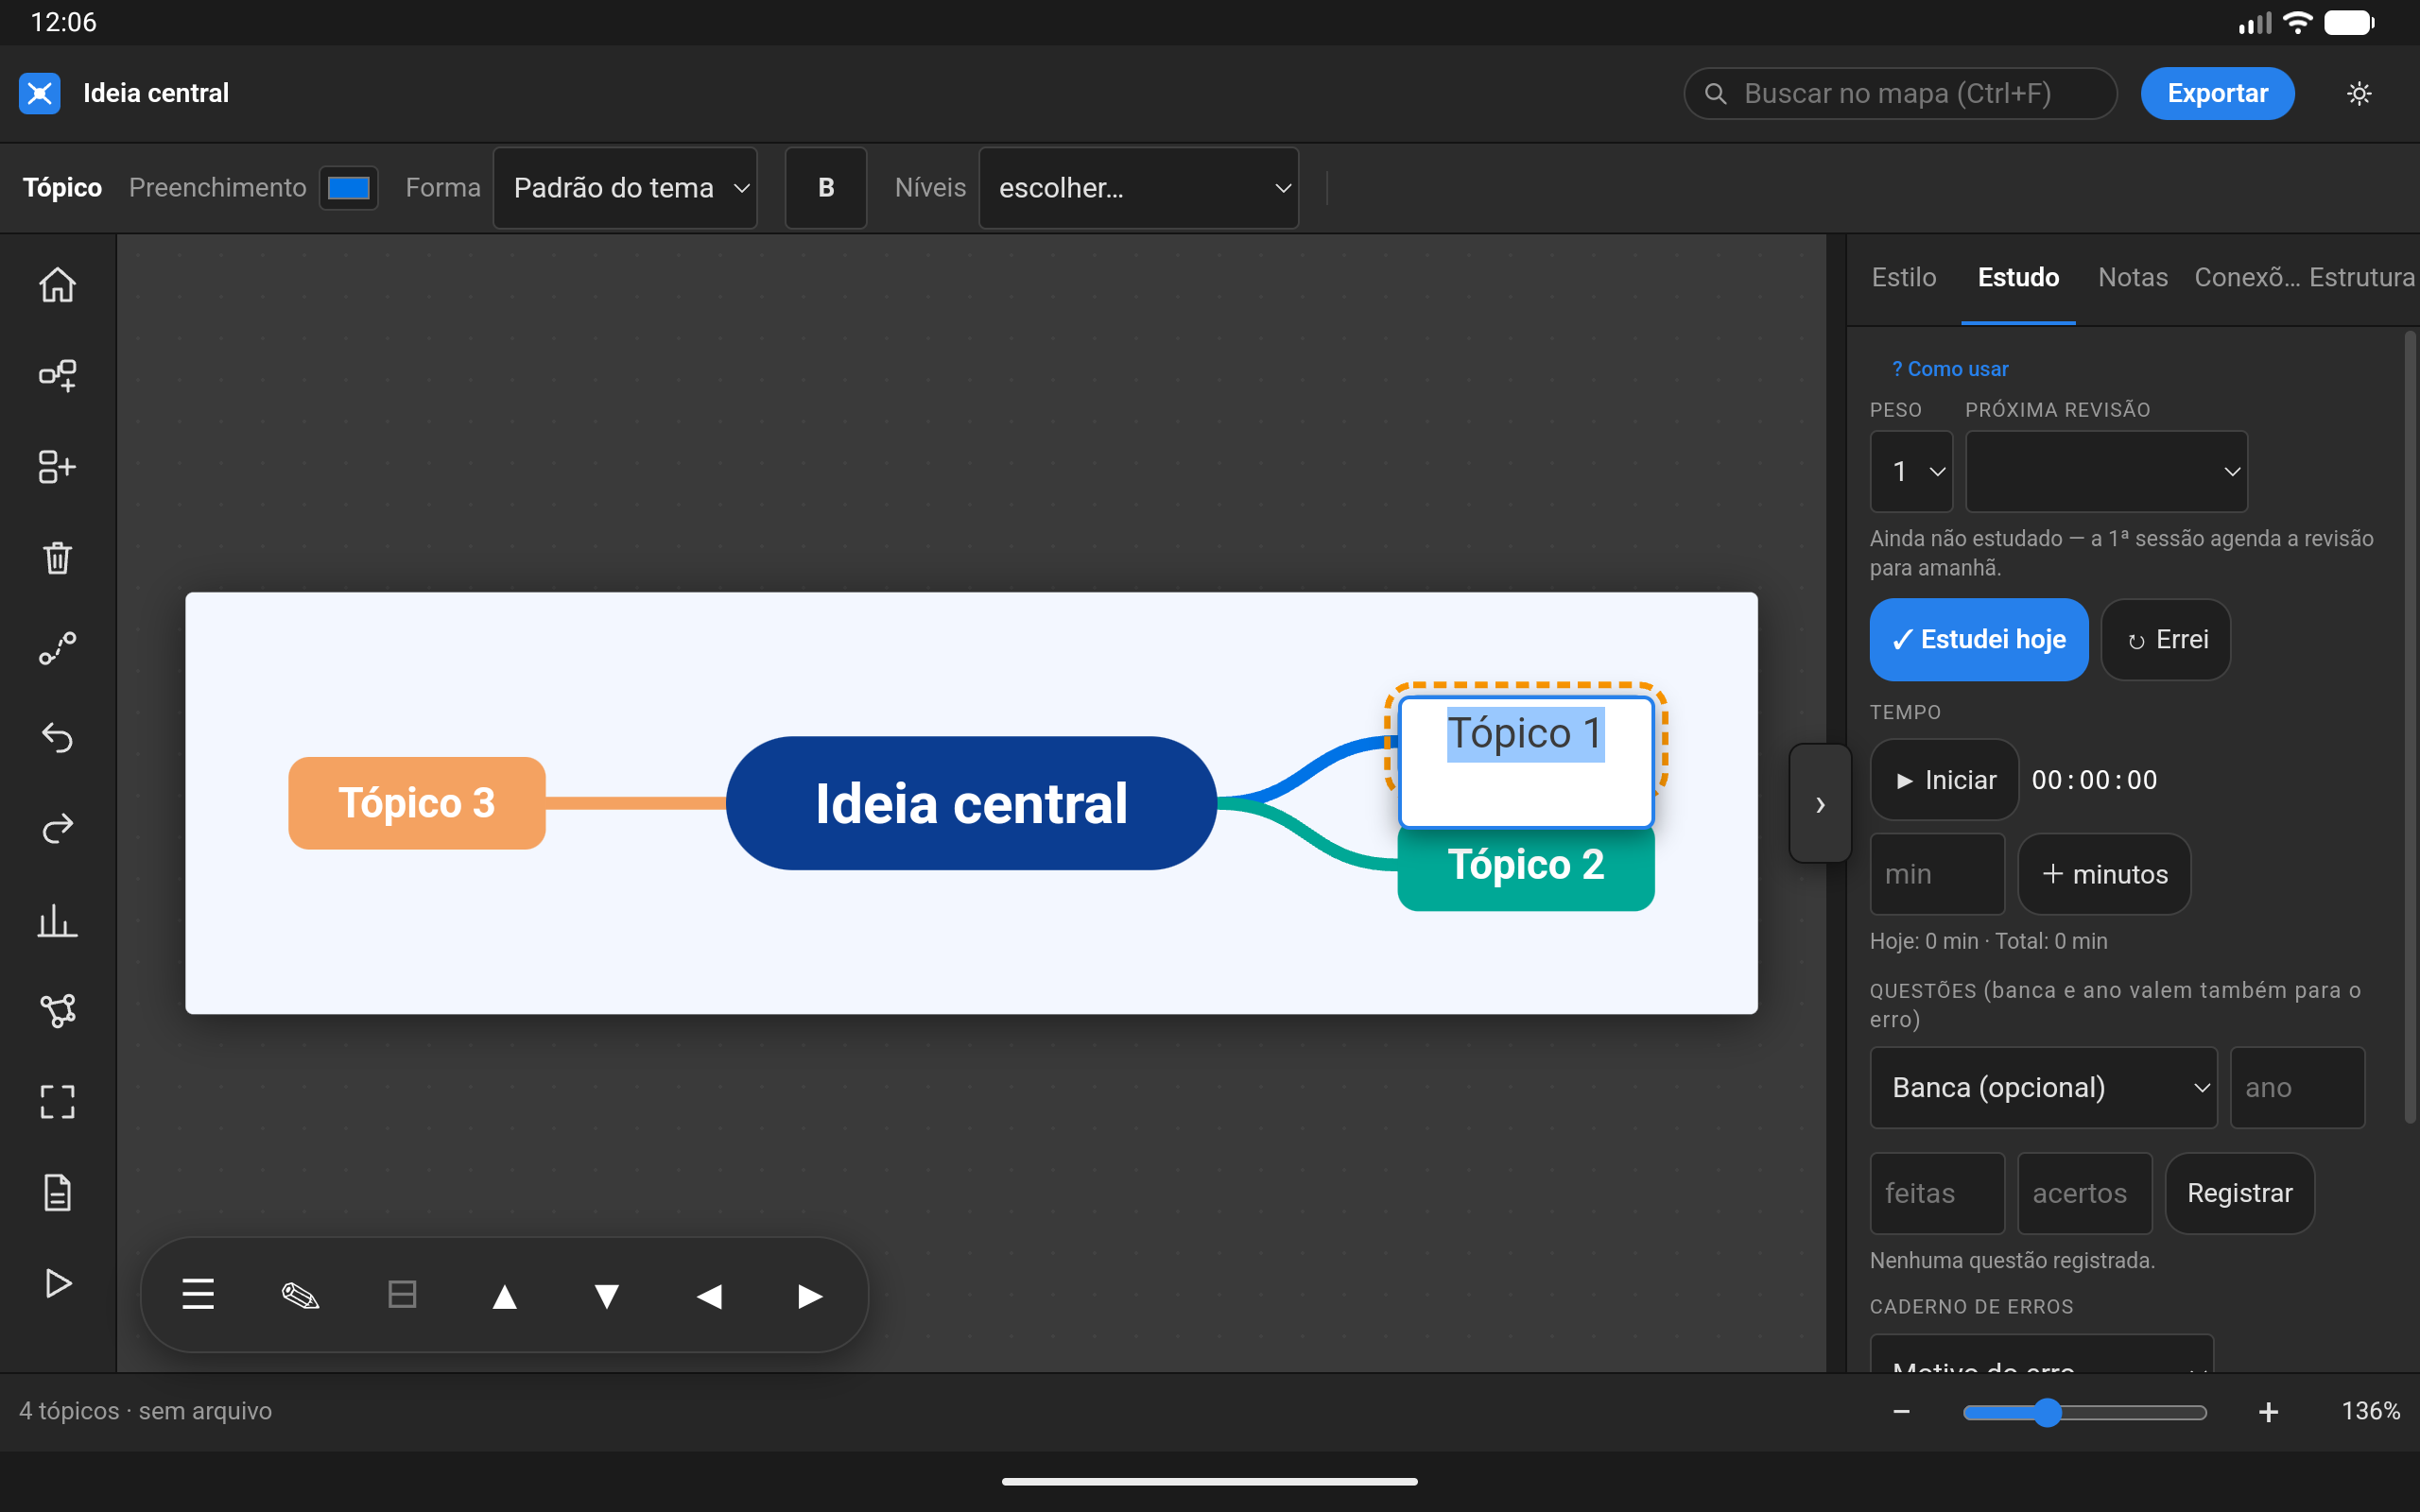 12:06
Ideia central
Buscar no mapa (Ctrl+F)
Exportar
Tópico
Preenchimento
Forma
Padrão do tema
B
Níveis
escolher...
Estilo
Estudo
Notas
Conexõ...
Estrutura
? Como usar
PESO
PRÓXIMA REVISÃO
1
Ainda não estudado — a 1ª sessão agenda a revisão
para amanhã.
✓ Estudei hoje
↻ Errei
TEMPO
► Iniciar
00:00:00
min
+ minutos
Hoje: 0 min · Total: 0 min
QUESTÕES (banca e ano valem também para o
erro)
Banca (opcional)
ano
feitas
acertos
Registrar
Nenhuma questão registrada.
CADERNO DE ERROS
Tópico 3
Ideia central
Tópico 1
Tópico 2
4 tópicos · sem arquivo
136%